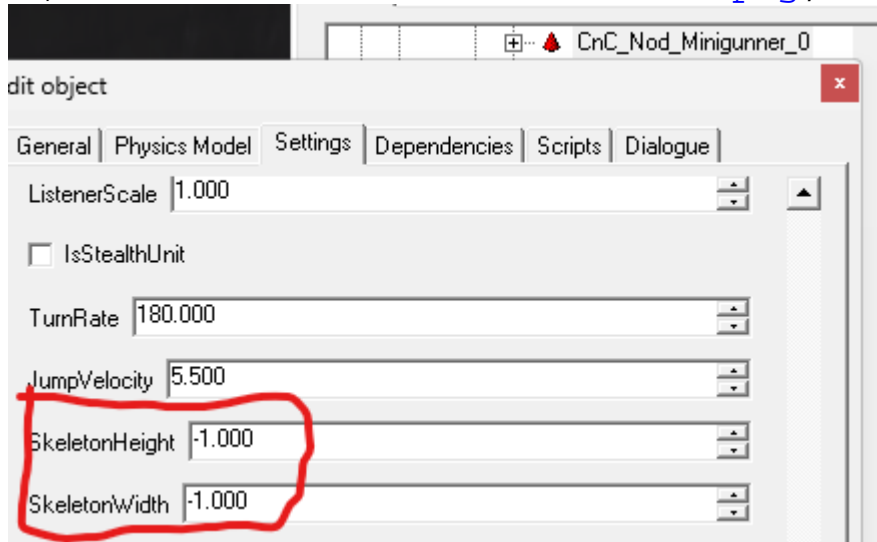 CnC_Nod_Minigunner_0
dit object
x
General Physics Model Settings Dependencies Scripts Dialogue
ListenerScale 1.000
IsStealthUnit
TurnRate 180.000
JumpVelocity 5.500
SkeletonHeight -1.000
SkeletonWidth -1.000